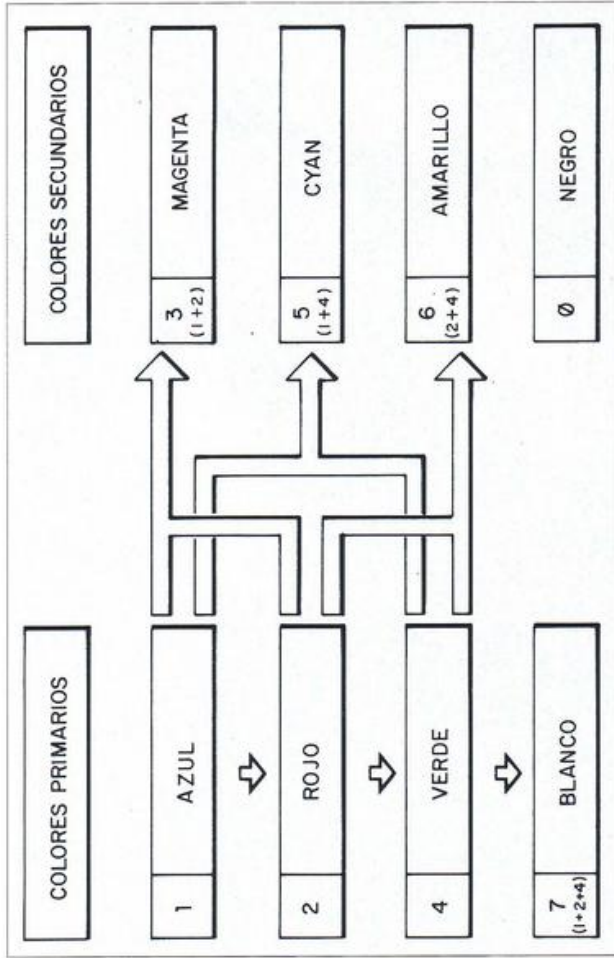 COLORES PRIMARIOS
COLORES SECUNDARIOS
1
AZUL
3
(1+2)
MAGENTA
2
ROJO
5
(1+4)
CYAN
4
VERDE
6
(2+4)
AMARILLO
7
(1+2+4)
BLANCO
Ø
NEGRO